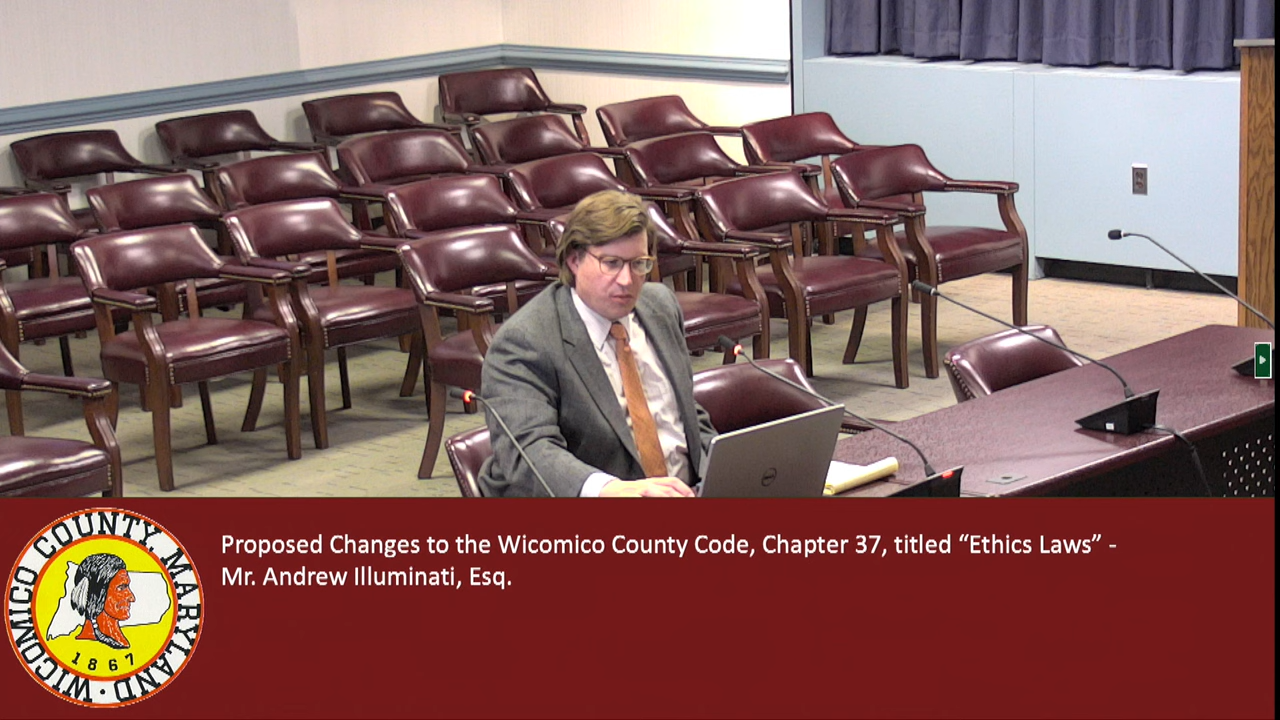 Proposed Changes to the Wicomico County Code, Chapter 37, titled “Ethics Laws” -
Mr. Andrew Illuminati, Esq.
WICOMICO COUNTY, MARYLAND
1867
DELL